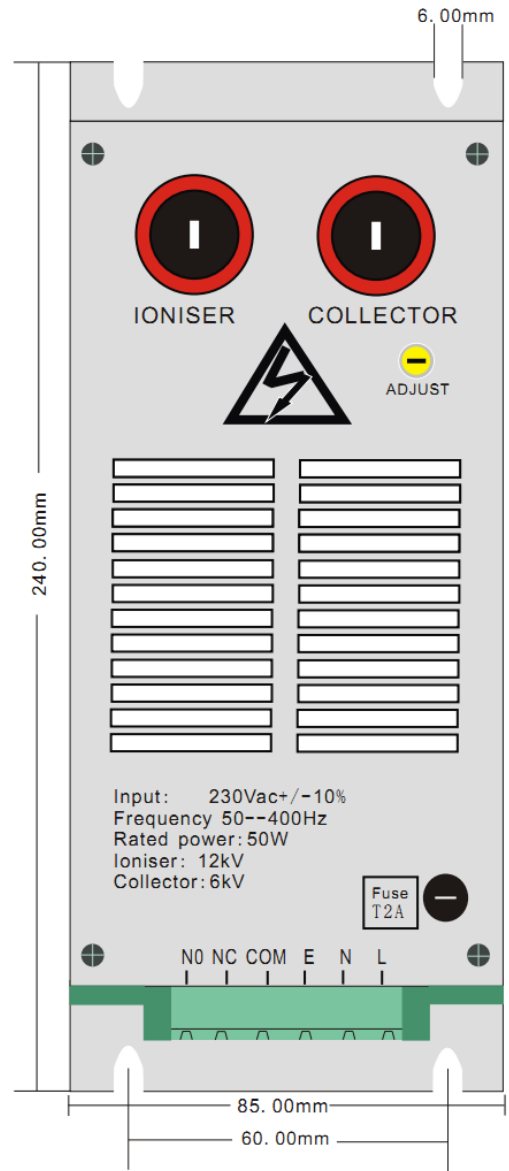 6.00mm
IONISER
COLLECTOR
ADJUST
240.00mm
Input: 230Vac+/-10%
Frequency 50--400Hz
Rated power:50W
Ioniser: 12kV
Collector:6kV
Fuse
T2A
N0 NC COM E N L
85.00mm
60.00mm